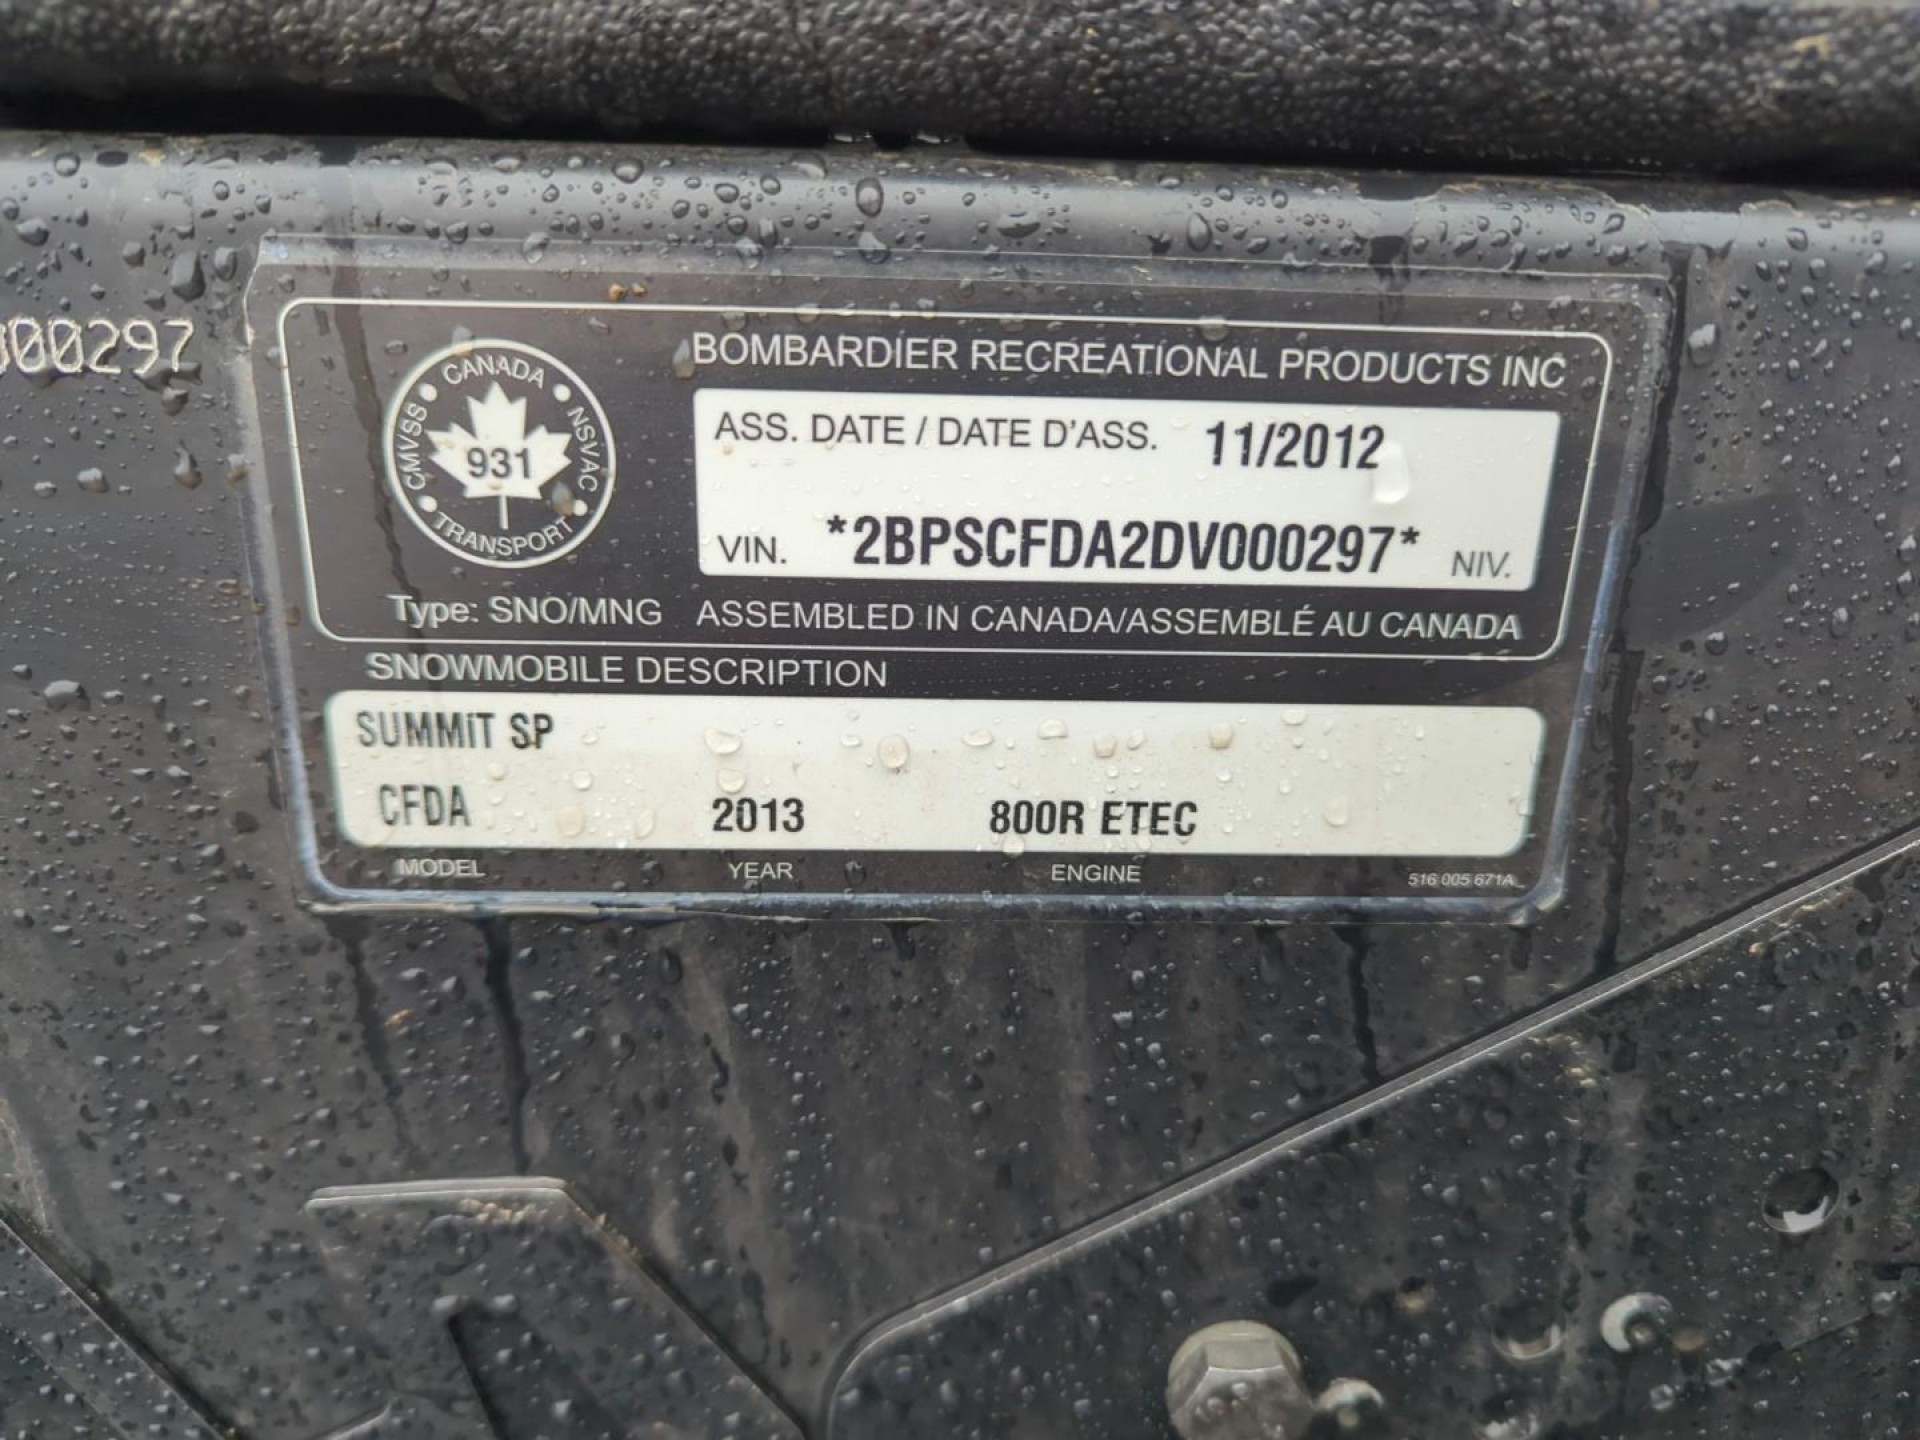 000297
CANADA
CMVSS
NSVAC
931
TRANSPORT
BOMBARDIER RECREATIONAL PRODUCTS INC
ASS. DATE / DATE D'ASS. 11/2012
VIN. *2BPSCFDA2DV000297* NIV.
Type: SNO/MNG ASSEMBLED IN CANADA/ASSEMBLÉ AU CANADA
SNOWMOBILE DESCRIPTION
SUMMIT SP
CFDA 2013 800R ETEC
MODEL YEAR ENGINE 516 005 671A